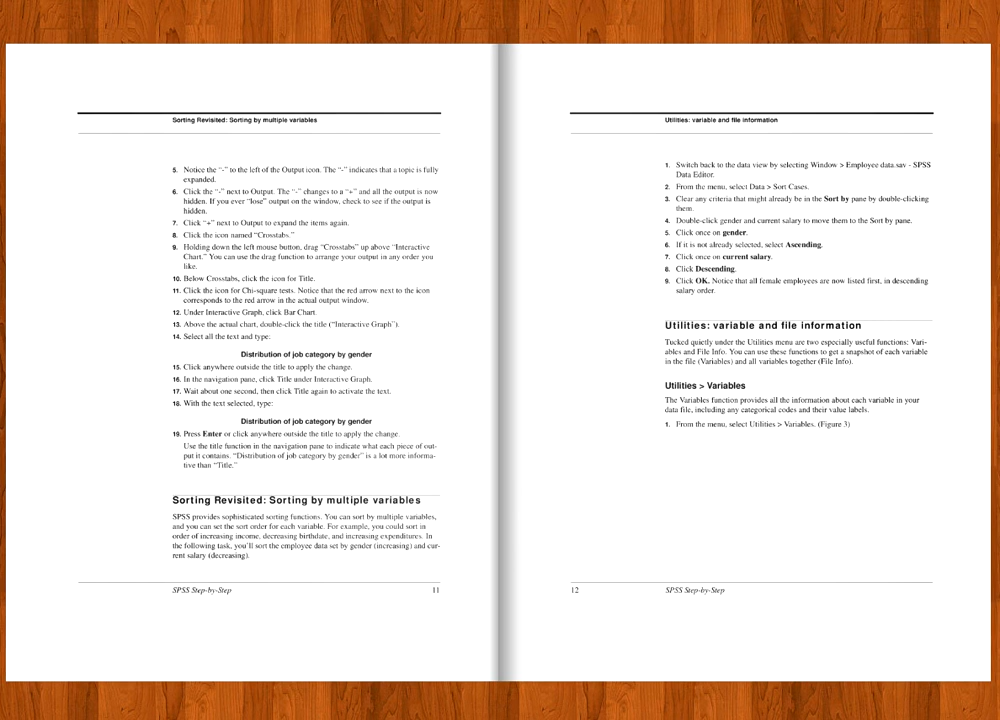 Sorting Revisited: Sorting by multiple variables
5. Notice the “-” to the left of the Output icon. The “-” indicates that a topic is fully
expanded.
6. Click the “-” next to Output. The “-” changes to a “+” and all the output is now
hidden. If you ever “lose” output on the window, check to see if the output is
hidden.
7. Click “+” next to Output to expand the items again.
8. Click the icon named “Crosstabs.”
9. Holding down the left mouse button, drag “Crosstabs” up above “Interactive
Chart.” You can use the drag function to arrange your output in any order you
like.
10. Below Crosstabs, click the icon for Title.
11. Click the icon for Chi-square tests. Notice that the red arrow next to the icon
corresponds to the red arrow in the actual output window.
12. Under Interactive Graph, click Bar Chart.
13. Above the actual chart, double-click the title (“Interactive Graph”).
14. Select all the text and type:
Distribution of job category by gender
15. Click anywhere outside the title to apply the change.
16. In the navigation pane, click Title under Interactive Graph.
17. Wait about one second, then click Title again to activate the text.
18. With the text selected, type:
Distribution of job category by gender
19. Press Enter or click anywhere outside the title to apply the change.
Use the title function in the navigation pane to indicate what each piece of out-
put it contains. “Distribution of job category by gender” is a lot more informa-
tive than “Title.”
Sorting Revisited: Sorting by multiple variables
SPSS provides sophisticated sorting functions. You can sort by multiple variables,
and you can set the sort order for each variable. For example, you could sort in
order of increasing income, decreasing birthdate, and increasing expenditures. In
the following task, you’ll sort the employee data set by gender (increasing) and cur-
rent salary (decreasing).
SPSS Step-by-Step 11
Utilities: variable and file information
1. Switch back to the data view by selecting Window > Employee data.sav - SPSS
Data Editor.
2. From the menu, select Data > Sort Cases.
3. Clear any criteria that might already be in the Sort by pane by double-clicking
them.
4. Double-click gender and current salary to move them to the Sort by pane.
5. Click once on gender.
6. If it is not already selected, select Ascending.
7. Click once on current salary.
8. Click Descending.
9. Click OK. Notice that all female employees are now listed first, in descending
salary order.
Utilities: variable and file information
Tucked quietly under the Utilities menu are two especially useful functions: Vari-
ables and File Info. You can use these functions to get a snapshot of each variable
in the file (Variables) and all variables together (File Info).
Utilities > Variables
The Variables function provides all the information about each variable in your
data file, including any categorical codes and their value labels.
1. From the menu, select Utilities > Variables. (Figure 3)
12 SPSS Step-by-Step